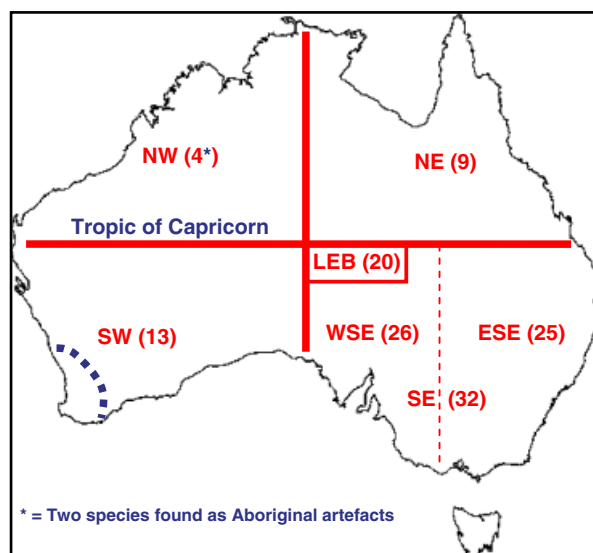 NW (4*)
NE (9)
Tropic of Capricorn
LEB (20)
SW (13)
WSE (26)
ESE (25)
SE (32)
* = Two species found as Aboriginal artefacts